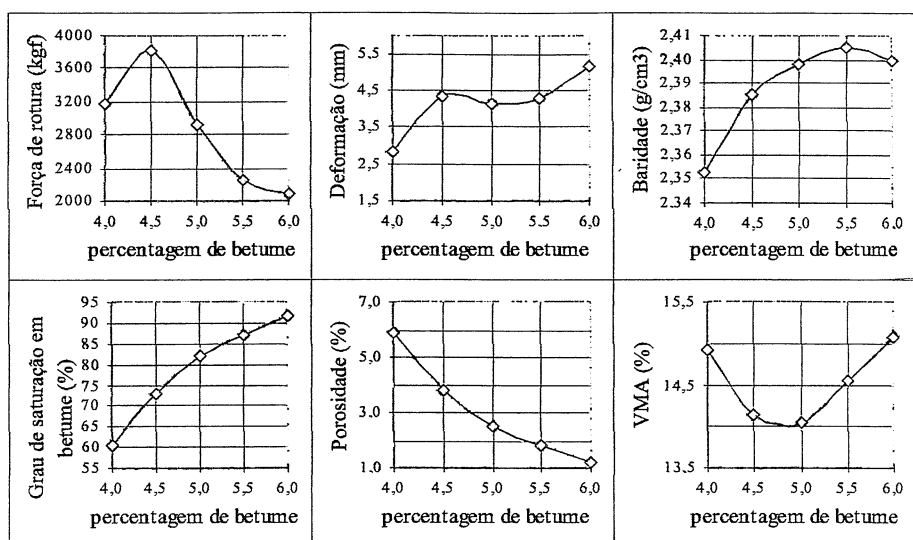 Força de rotura (kgf)
4000
3600
3200
2800
2400
2000
4,0 4,5 5,0 5,5 6,0
percentagem de betume
Deformação (mm)
5,5
4,5
3,5
2,5
1,5
4,0 4,5 5,0 5,5 6,0
percentagem de betume
Baridade (g/cm3)
2,41
2,40
2,39
2,38
2,37
2,36
2,35
2.34
4,0 4,5 5,0 5,5 6,0
percentagem de betume
Grau de saturação em
betume (%)
95
90
85
80
75
70
65
60
55
4,0 4,5 5,0 5,5 6,0
percentagem de betume
Porosidade (%)
7,0
5,0
3,0
1,0
4,0 4,5 5,0 5,5 6,0
percentagem de betume
VMA (%)
15,5
14,5
13,5
4,0 4,5 5,0 5,5 6,0
percentagem de betume